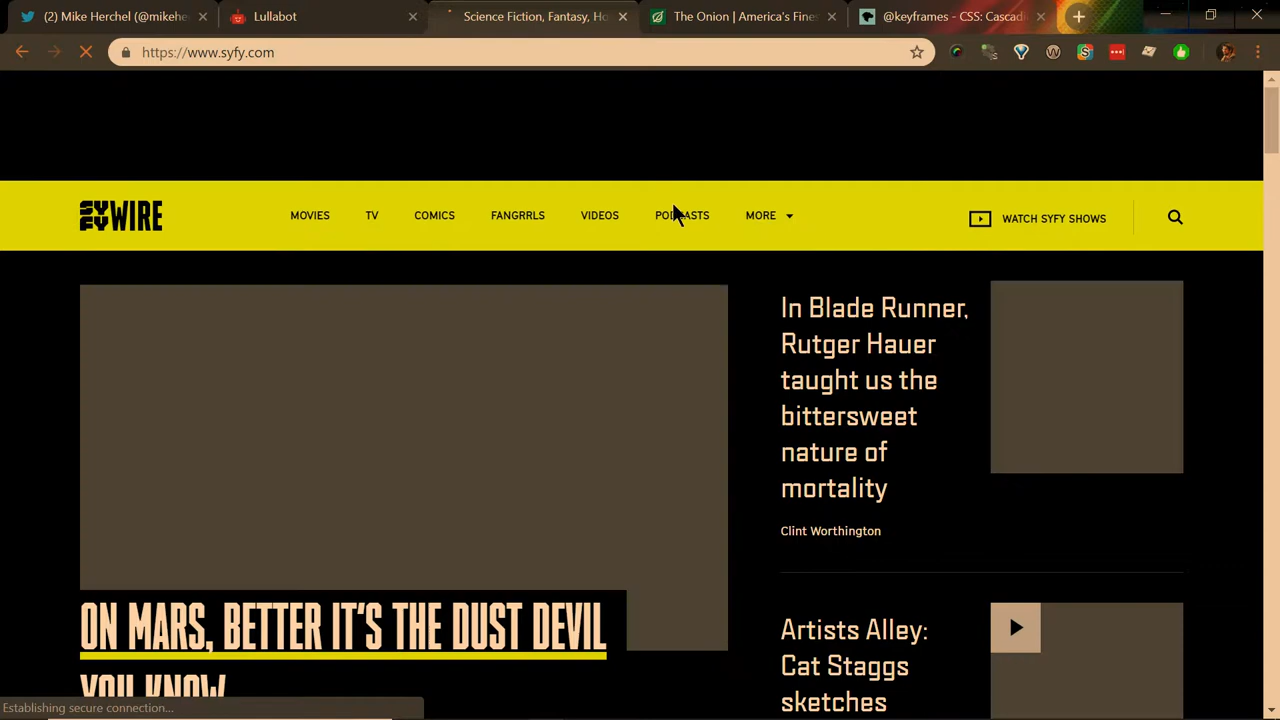 (2) Mike Herchel (@mikehe
Lullabot
Science Fiction, Fantasy, Ho
The Onion | America's Fines
@keyframes - CSS: Cascadi
https://www.syfy.com
SYFY WIRE
MOVIES
TV
COMICS
FANGRRLS
VIDEOS
PODCASTS
MORE
WATCH SYFY SHOWS
In Blade Runner,
Rutger Hauer
taught us the
bittersweet
nature of
mortality
Clint Worthington
ON MARS, BETTER IT'S THE DUST DEVIL
YOU KNOW
Artists Alley:
Cat Staggs
sketches
Establishing secure connection...